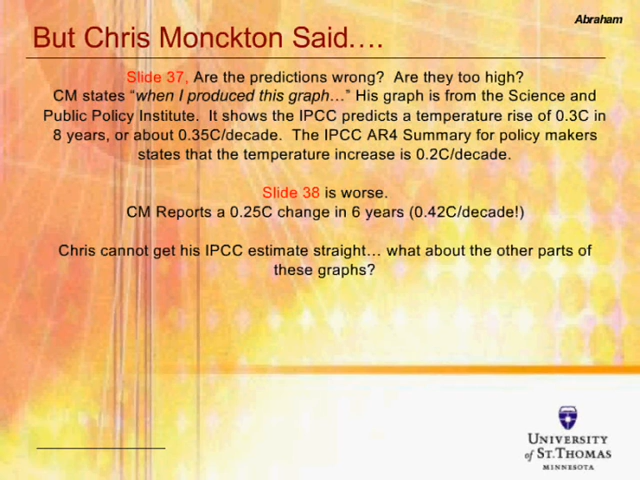 Abraham
But Chris Monckton Said….
Slide 37, Are the predictions wrong? Are they too high?
CM states “when I produced this graph…” His graph is from the Science and
Public Policy Institute. It shows the IPCC predicts a temperature rise of 0.3C in
8 years, or about 0.35C/decade. The IPCC AR4 Summary for policy makers
states that the temperature increase is 0.2C/decade.
Slide 38 is worse.
CM Reports a 0.25C change in 6 years (0.42C/decade!)
Chris cannot get his IPCC estimate straight… what about the other parts of
these graphs?
UNIVERSITY
of ST. THOMAS
MINNESOTA